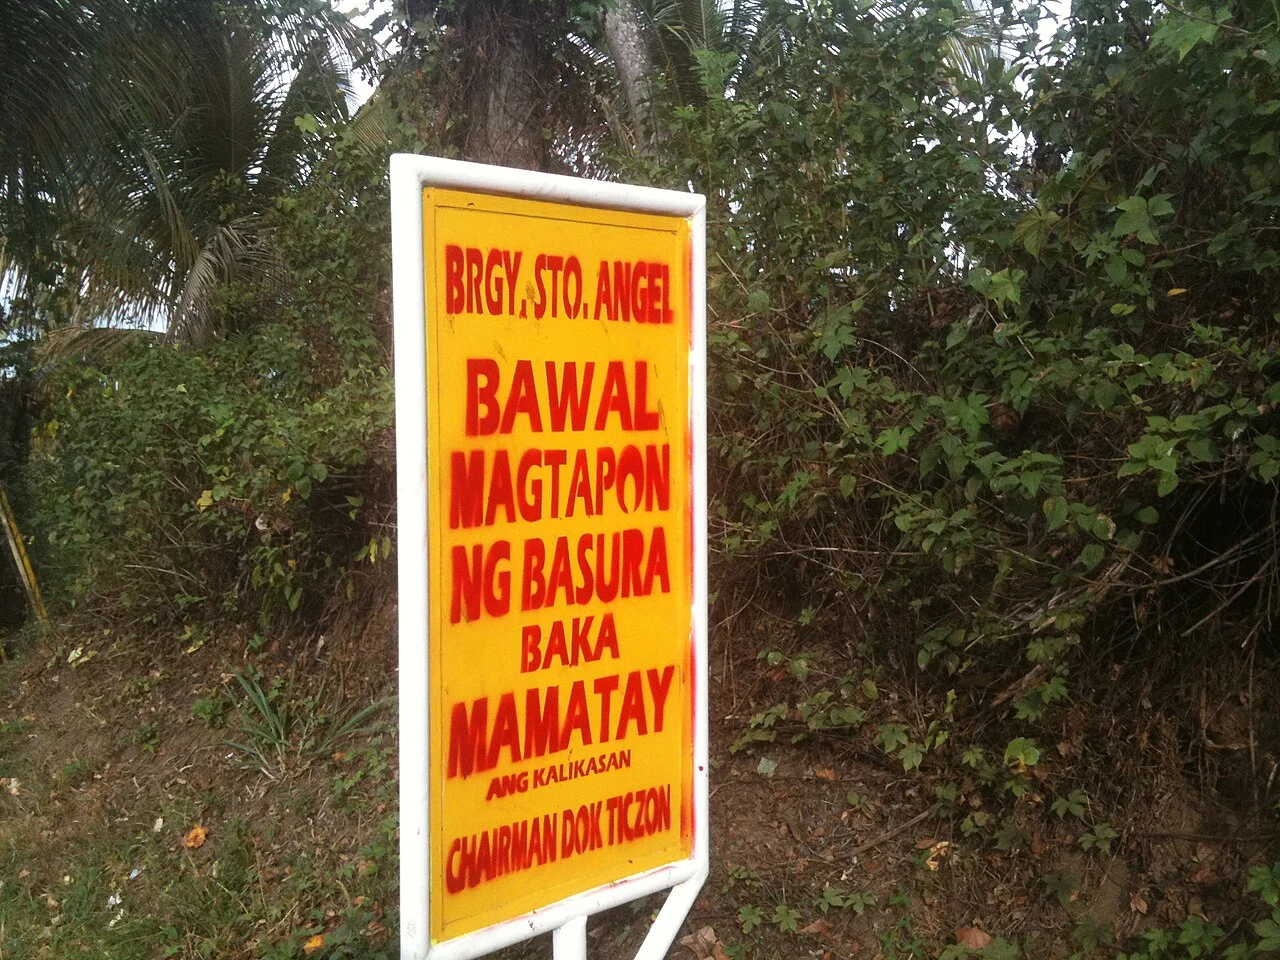 BRGY. STO. ANGEL
BAWAL
MAGTAPON
NG BASURA
BAKA
MAMATAY
ANG KALIKASAN
CHAIRMAN DOK TICZON